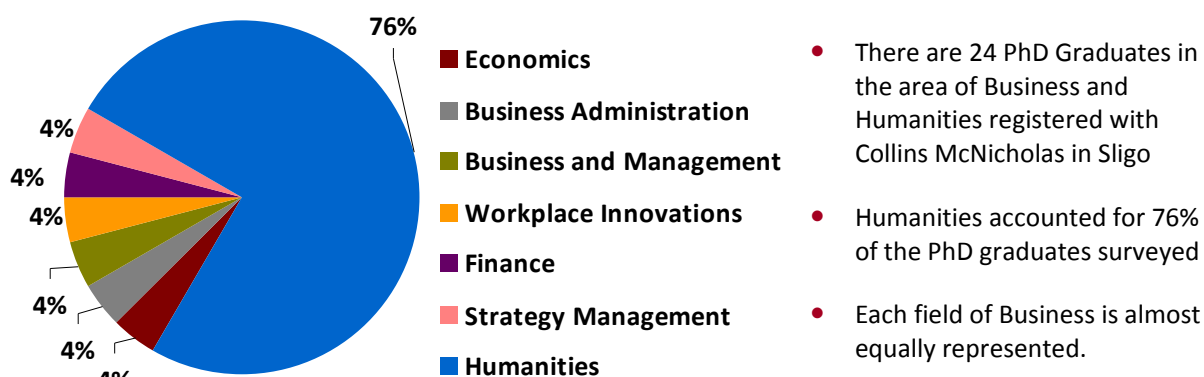 76%
4%
4%
4%
4%
4%
4%
Economics
Business Administration
Business and Management
Workplace Innovations
Finance
Strategy Management
Humanities
• There are 24 PhD Graduates in
the area of Business and
Humanities registered with
Collins McNicholas in Sligo
• Humanities accounted for 76%
of the PhD graduates surveyed
• Each field of Business is almost
equally represented.